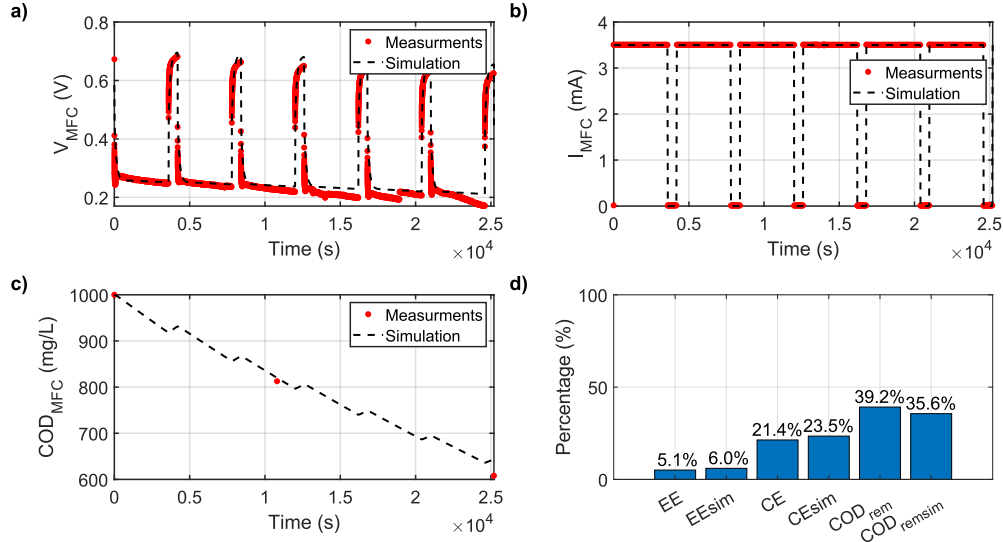 a)
0.8
0.6
0.4
0.2
V_MFC (V)
Measurments
Simulation
0
0.5
1
1.5
2
2.5
Time (s)
×10^4
b)
4
3
2
1
0
I_MFC (mA)
Measurments
Simulation
0
0.5
1
1.5
2
2.5
Time (s)
×10^4
c)
1000
900
800
700
600
COD_MFC (mg/L)
Measurments
Simulation
0
0.5
1
1.5
2
2.5
Time (s)
×10^4
d)
100
50
0
Percentage (%)
5.1%
6.0%
21.4%
23.5%
39.2%
35.6%
EE
EEsim
CE
CEsim
COD_rem
COD_remsim